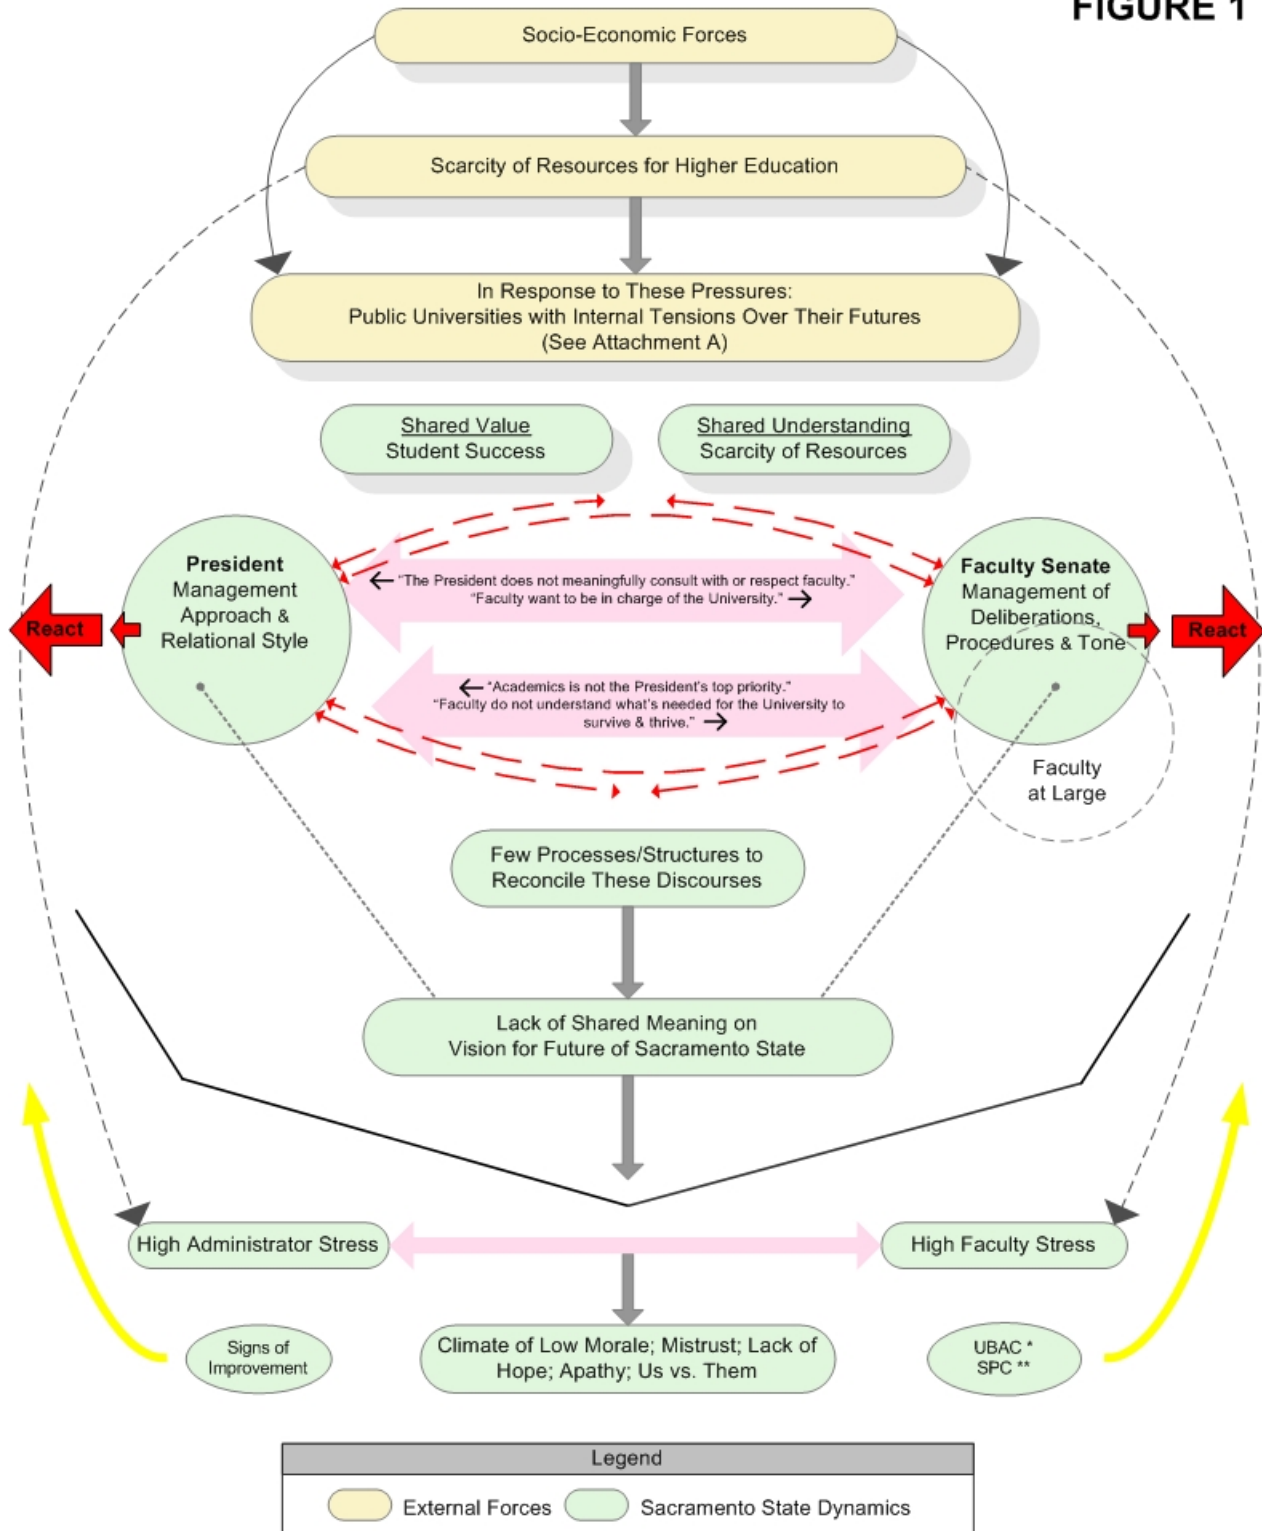 FIGURE 1
Socio-Economic Forces
Scarcity of Resources for Higher Education
In Response to These Pressures:
Public Universities with Internal Tensions Over Their Futures
(See Attachment A)
Shared Value
Student Success
Shared Understanding
Scarcity of Resources
President
Management
Approach &
Relational Style
React
← “The President does not meaningfully consult with or respect faculty.”
“Faculty want to be in charge of the University.” →
Faculty Senate
Management of
Deliberations,
Procedures & Tone
React
← “Academics is not the President’s top priority.”
“Faculty do not understand what’s needed for the University to
survive & thrive.” →
Faculty
at Large
Few Processes/Structures to
Reconcile These Discourses
Lack of Shared Meaning on
Vision for Future of Sacramento State
High Administrator Stress
High Faculty Stress
Signs of
Improvement
Climate of Low Morale; Mistrust; Lack of
Hope; Apathy; Us vs. Them
UBAC *
SPC **
Legend
External Forces
Sacramento State Dynamics